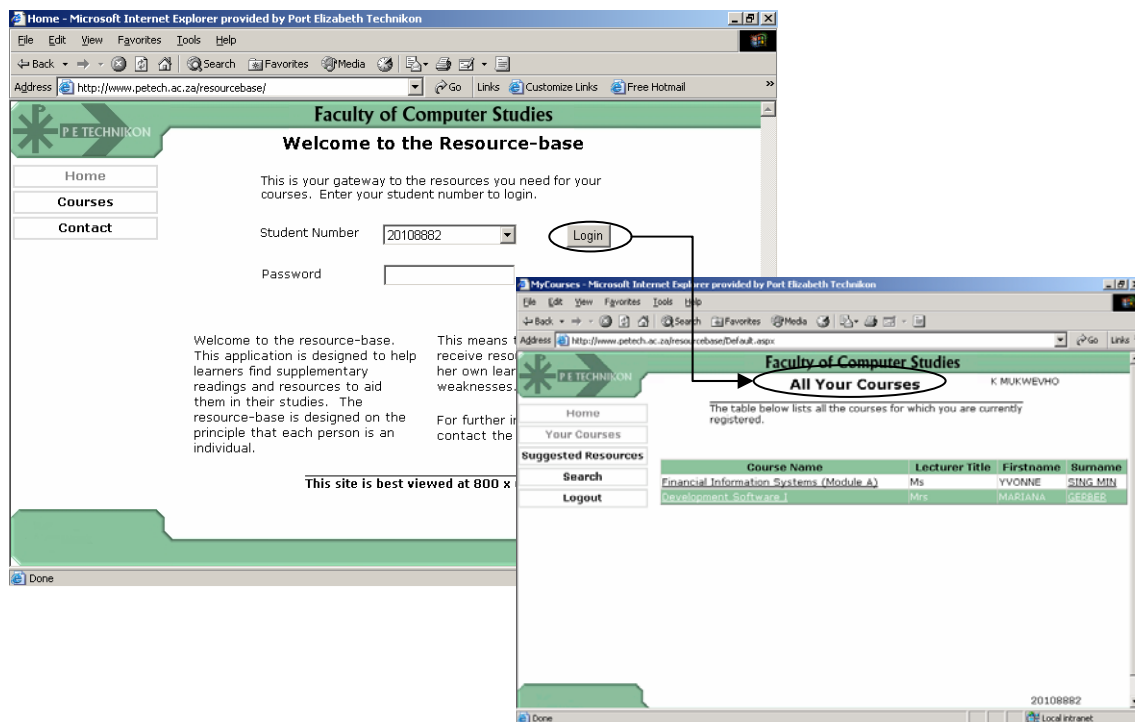 Home - Microsoft Internet Explorer provided by Port Elizabeth Technikon
File Edit View Favorites Tools Help
Back Search Favorites Media
Address http://www.petech.ac.za/resourcebase/ Go Links Customize Links Free Hotmail »
P E TECHNIKON
Faculty of Computer Studies
Welcome to the Resource-base
Home
Courses
Contact
This is your gateway to the resources you need for your
courses. Enter your student number to login.
Student Number 20108882 Login
Password
Welcome to the resource-base.
This application is designed to help
learners find supplementary
readings and resources to aid
them in their studies. The
resource-base is designed on the
principle that each person is an
individual.
This means
receive
her own
weaknesses.
For further
contact the
This site is best viewed at 800 x
Done
MyCourses - Microsoft Internet Explorer provided by Port Elizabeth Technikon
File Edit View Favorites Tools Help
Back Search Favorites Media
Address http://www.petech.ac.za/resourcebase/Default.aspx Go Links
P E TECHNIKON
Faculty of Computer Studies
All Your Courses
K MUKWEVHO
Home
Your Courses
Suggested Resources
Search
Logout
The table below lists all the courses for which you are currently
registered.
Course Name Lecturer Title Firstname Surname
Financial Information Systems (Module A) Ms YVONNE SING MIN
Development Software I Mrs MARIANA GERBER
20108882
Done Local intranet